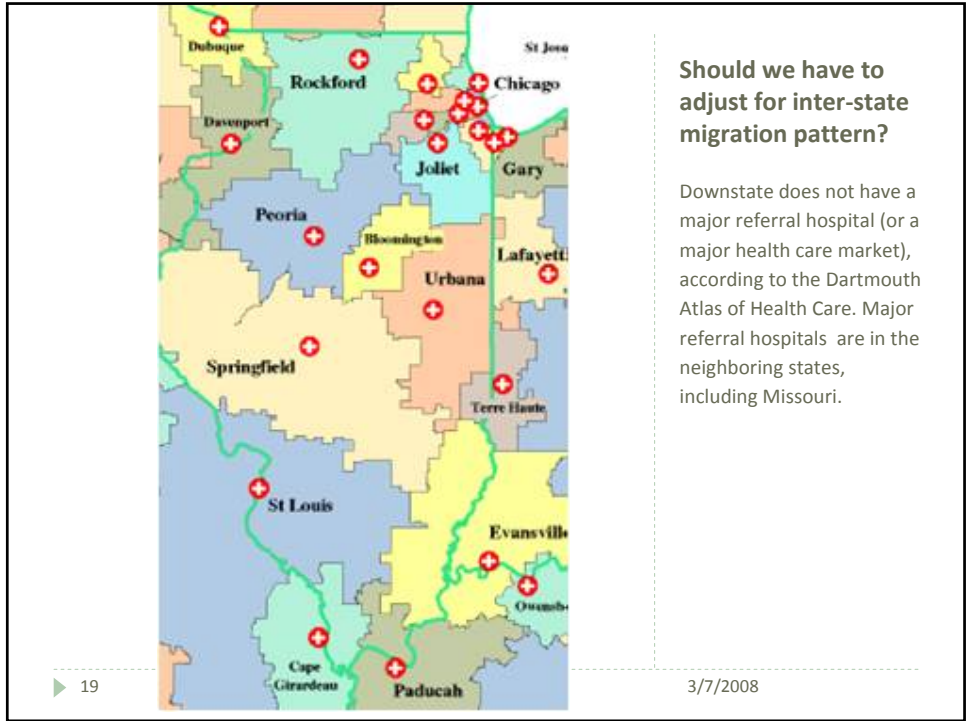 Dubuque
St Jose
Rockford
Chicago
Davenport
Joliet
Gary
Peoria
Bloomington
Lafayett
Urbana
Springfield
Terre Haute
St Louis
Evansville
Owensb
Cape
Girardeau
Paducah
Should we have to
adjust for inter-state
migration pattern?
Downstate does not have a
major referral hospital (or a
major health care market),
according to the Dartmouth
Atlas of Health Care. Major
referral hospitals are in the
neighboring states,
including Missouri.
19
3/7/2008